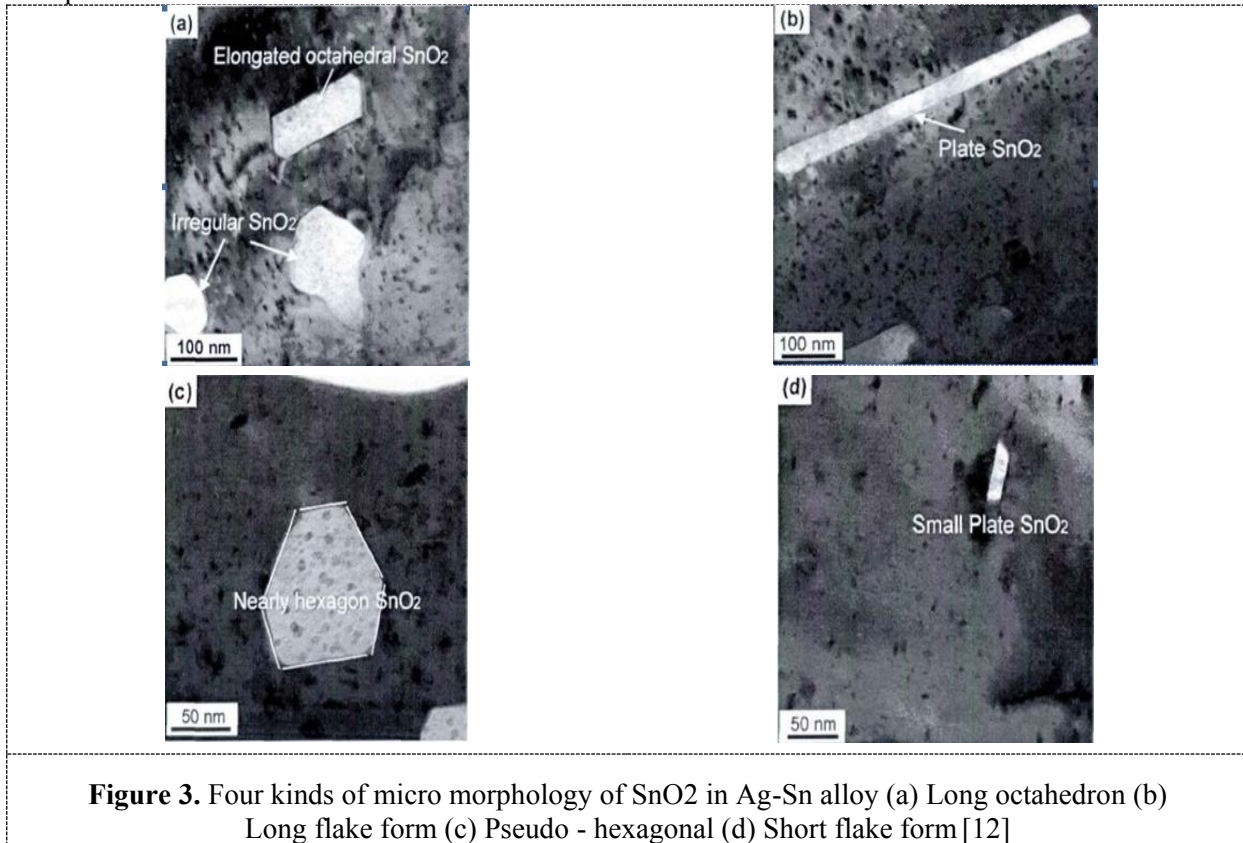 (a)
Elongated octahedral SnO2
Irregular SnO2
100 nm
(b)
Plate SnO2
100 nm
(c)
Nearly hexagon SnO2
50 nm
(d)
Small Plate SnO2
50 nm
Figure 3. Four kinds of micro morphology of SnO2 in Ag-Sn alloy (a) Long octahedron (b)
Long flake form (c) Pseudo - hexagonal (d) Short flake form [12]